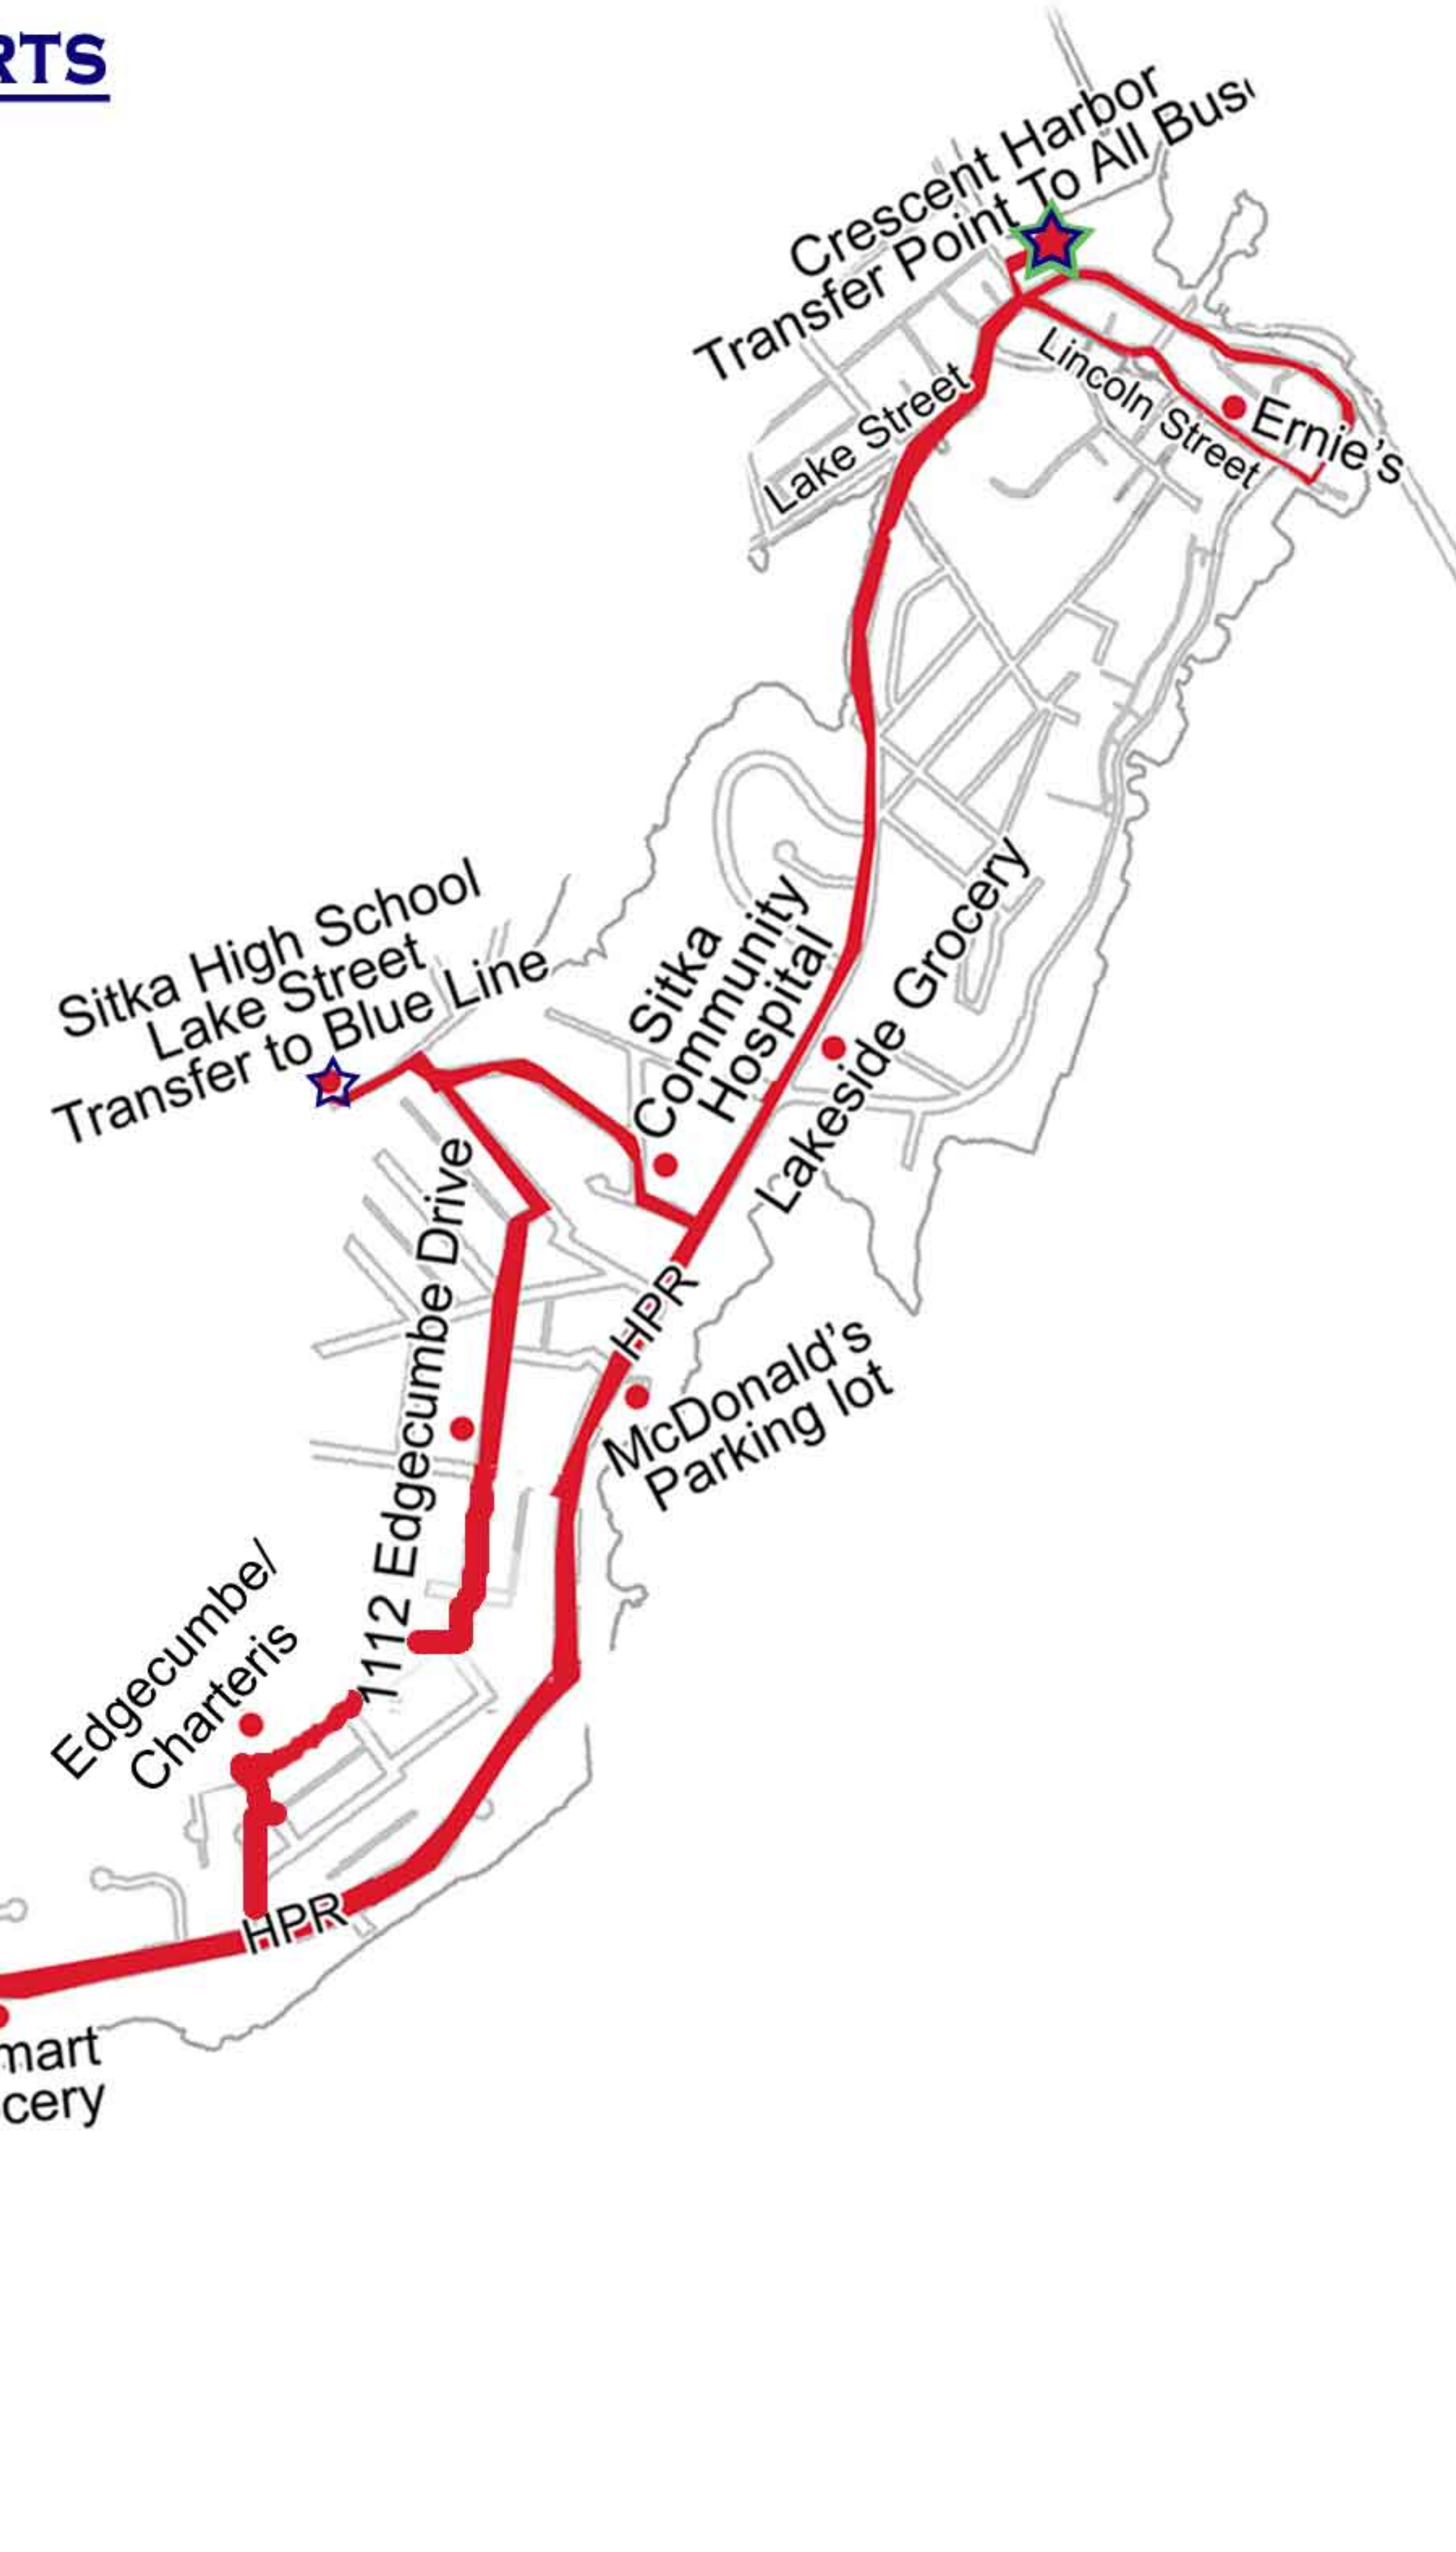 RTS
Crescent Harbor
Transfer Point To All Bus
Lake Street
Lincoln Street
Ernie's
Sitka High School
Lake Street
Transfer to Blue Line
Sitka
Community
Hospital
Lakeside Grocery
1112 Edgecumbe Drive
HPR
McDonald's
Parking lot
Edgecumbe/
Charteris
HPR
mart
cery